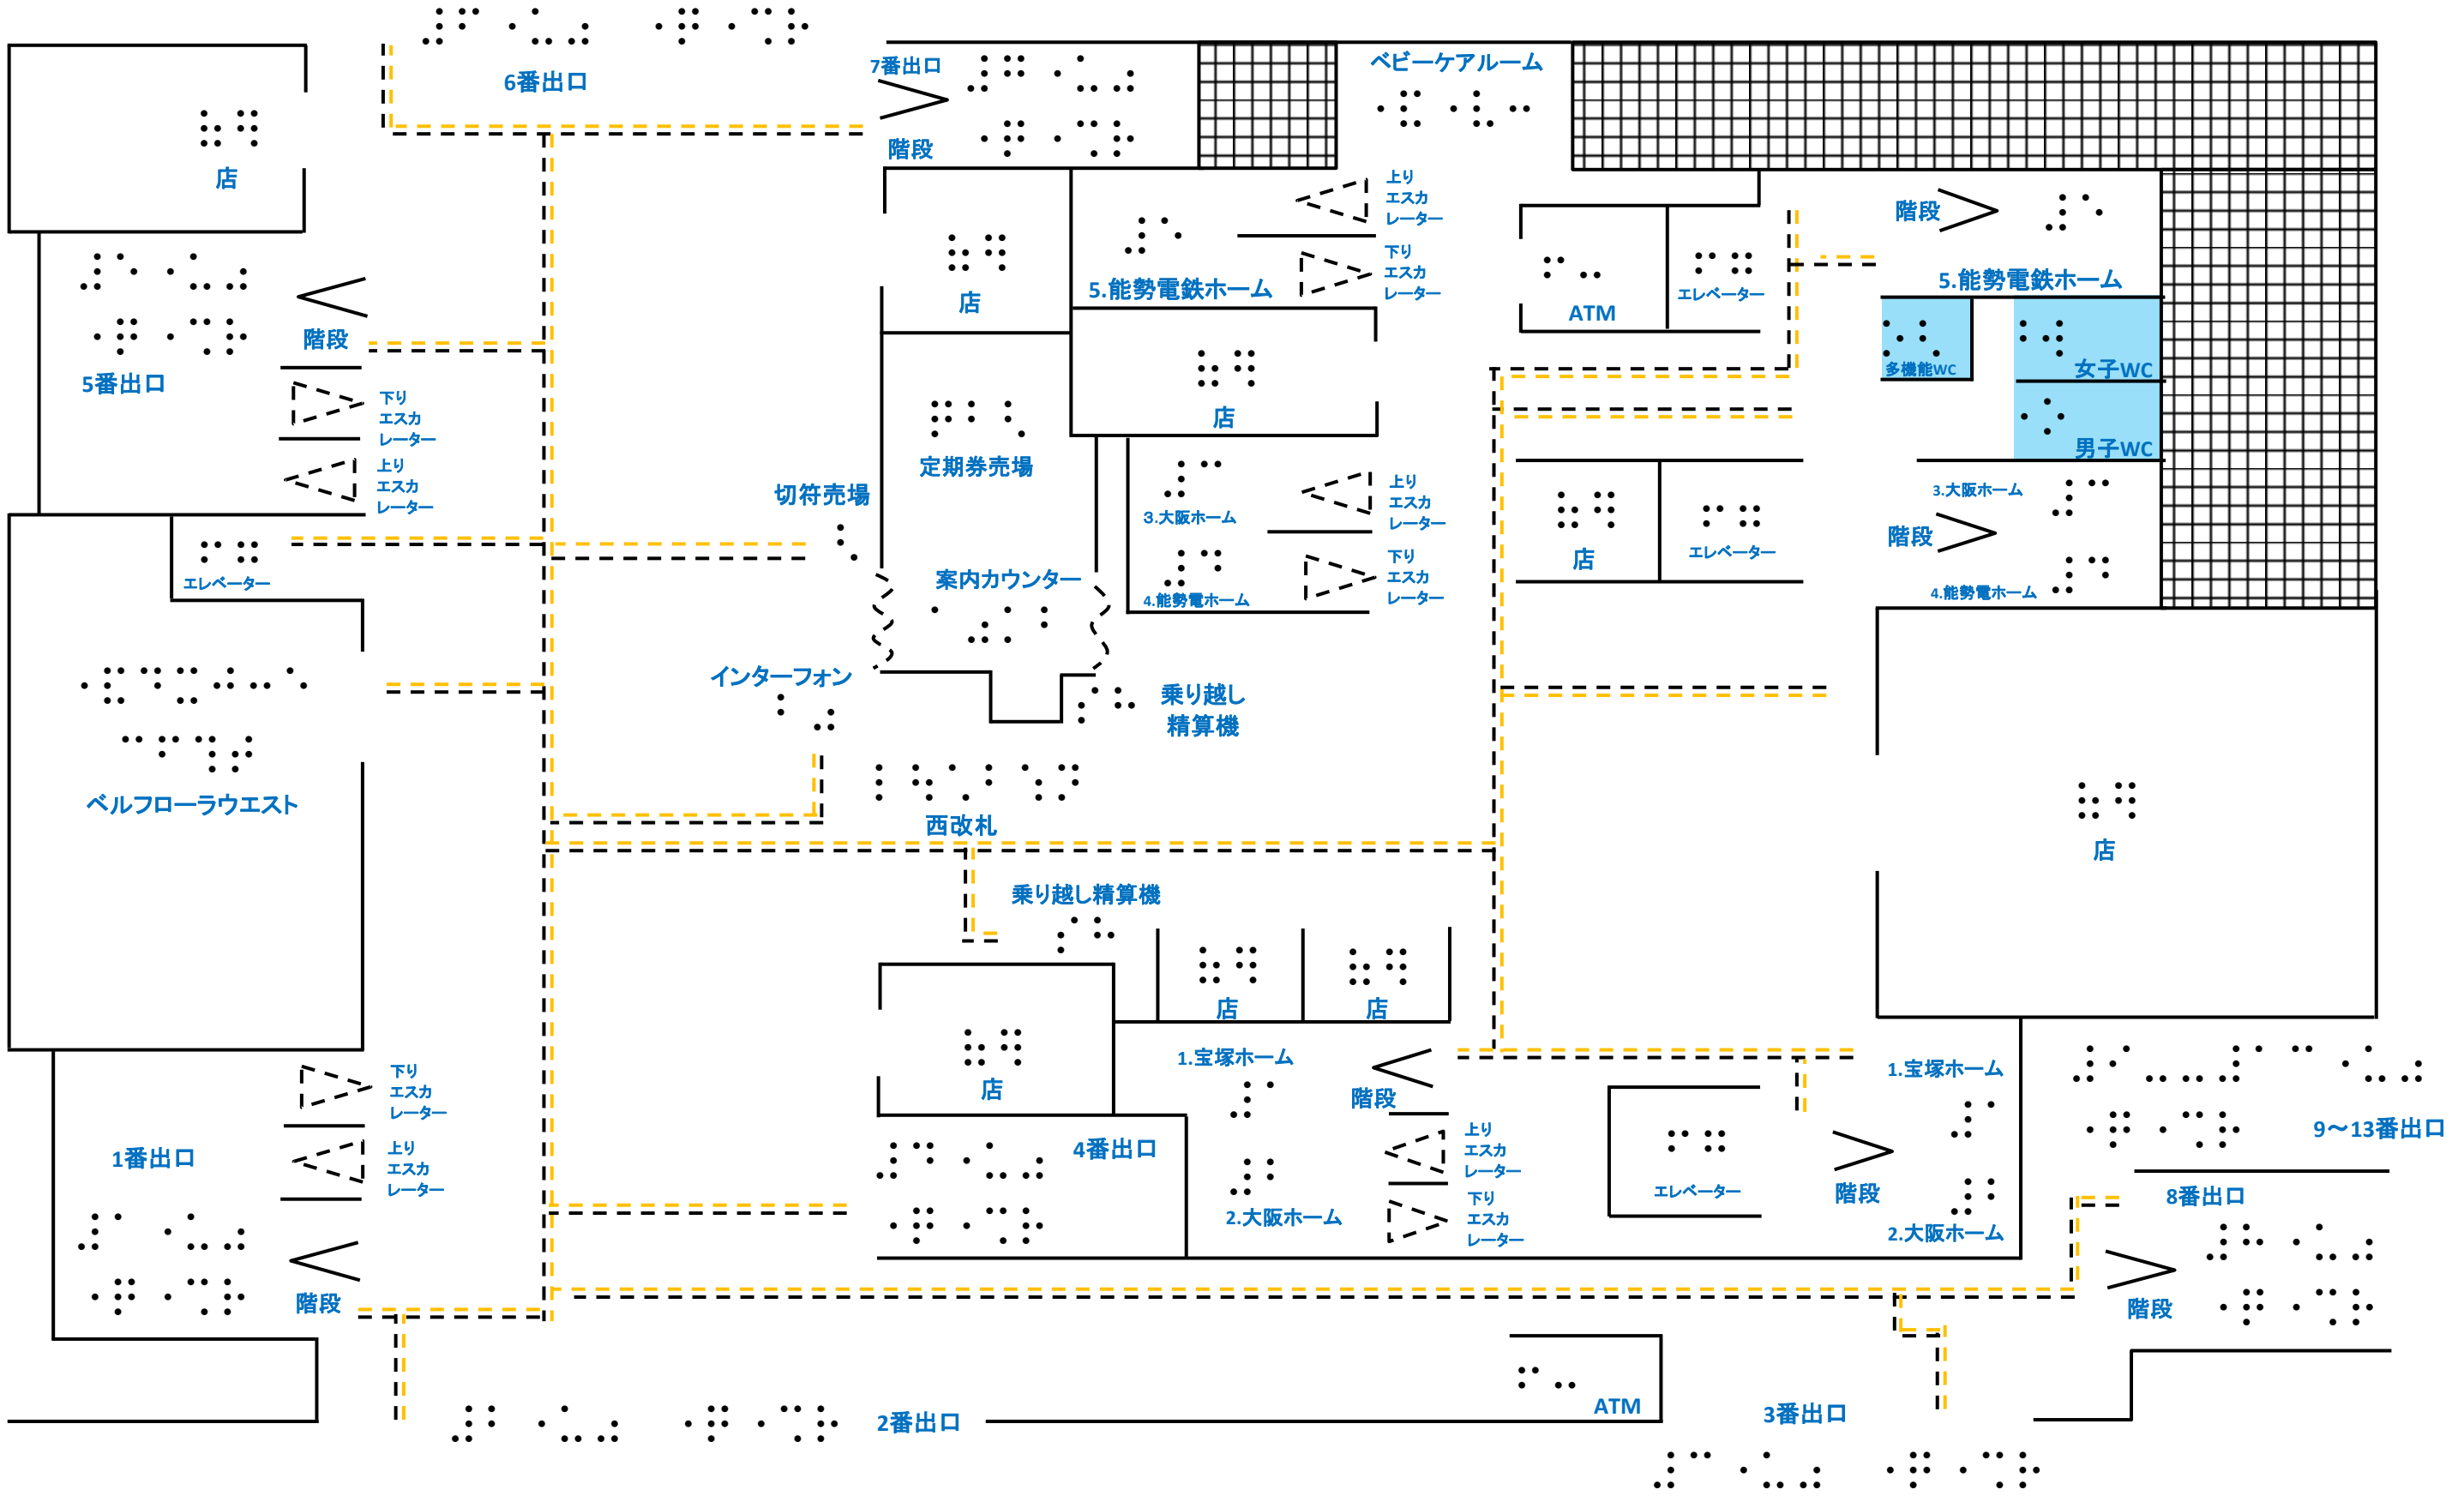 6番出口
7番出口
階段
ベビーケアルーム
店
上り
エスカ
レーター
階段
店
下り
エスカ
レーター
5.能勢電鉄ホーム
エレベーター
ATM
5.能勢電鉄ホーム
階段
5番出口
下り
エスカ
レーター
多機能WC
女子WC
店
男子WC
上り
エスカ
レーター
定期券売場
切符売場
上り
エスカ
レーター
3.大阪ホーム
3.大阪ホーム
階段
エレベーター
店
エレベーター
案内カウンター
下り
エスカ
レーター
4.能勢電ホーム
4.能勢電ホーム
インターフォン
乗り越し
精算機
ベルフローラウエスト
西改札
店
乗り越し精算機
店
店
店
1.宝塚ホーム
階段
1.宝塚ホーム
下り
エスカ
レーター
9～13番出口
1番出口
上り
エスカ
レーター
4番出口
上り
エスカ
レーター
エレベーター
階段
2.大阪ホーム
下り
エスカ
レーター
2.大阪ホーム
8番出口
階段
階段
2番出口
ATM
3番出口